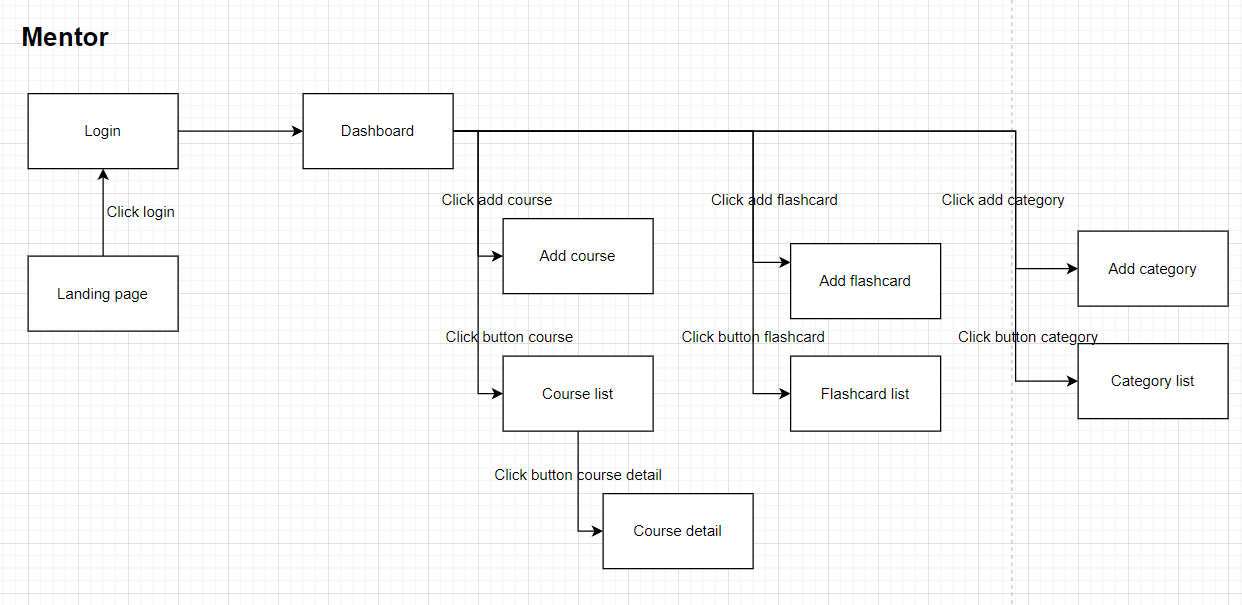 Mentor
Login
Dashboard
Click add course
Click add flashcard
Click add category
Click login
Add course
Add category
Add flashcard
Landing page
Click button course
Click button flashcard
Click button category
Course list
Flashcard list
Category list
Click button course detail
Course detail